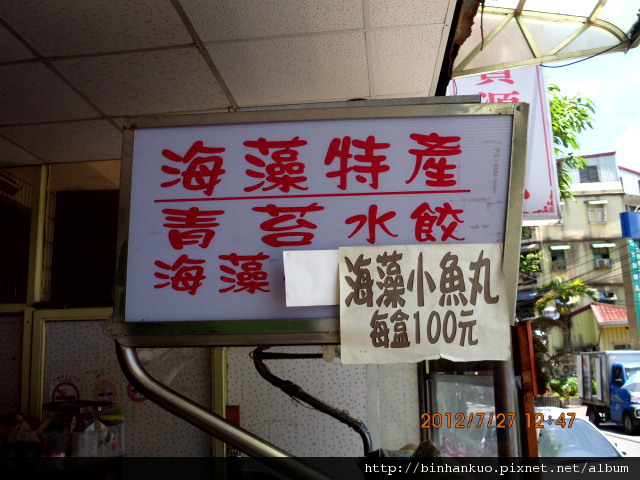 海藻特產
青苔水餃
海藻
海藻小魚丸
每盒100元
2012/7/27 12:47
http://binhankuo.pixnet.net/album